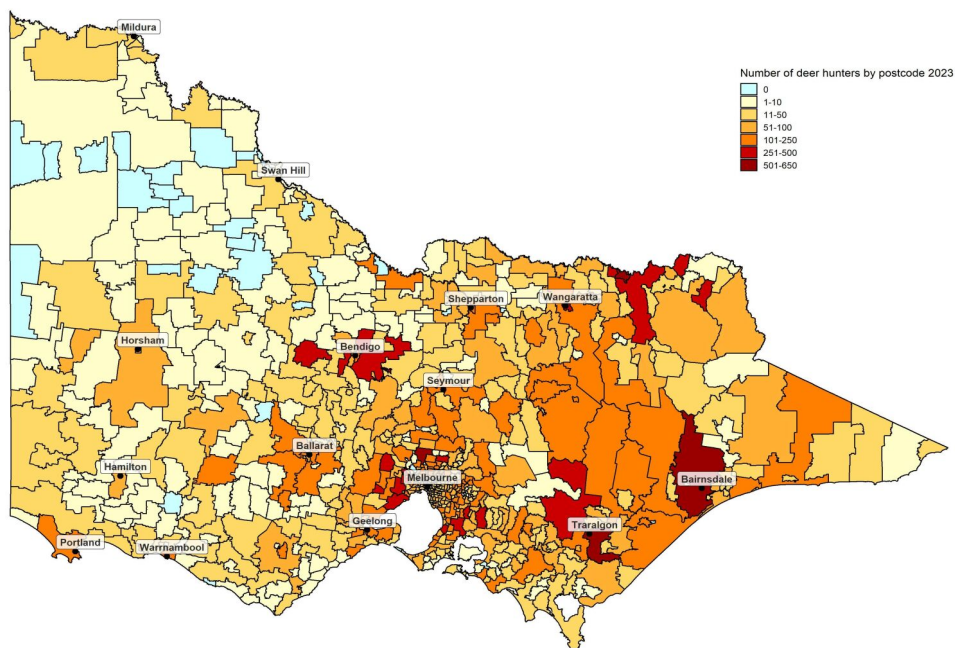 Mildura
Number of deer hunters by postcode 2023
0
1-10
11-50
51-100
101-250
251-500
501-650
Swan Hill
Shepparton
Wangaratta
Horsham
Bendigo
Seymour
Ballarat
Hamilton
Melbourne
Bairnsdale
Geelong
Traralgon
Portland
Warrnambool